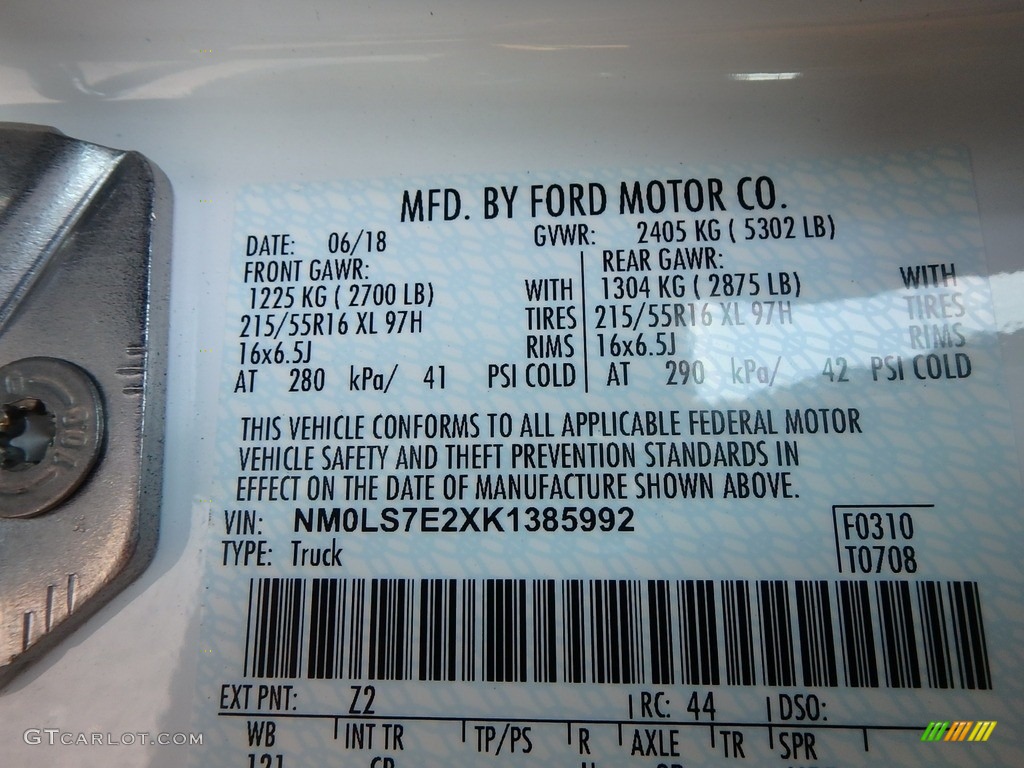 MFD. BY FORD MOTOR CO.
DATE: 06/18 GVWR: 2405 KG ( 5302 LB)
FRONT GAWR: REAR GAWR:
1225 KG ( 2700 LB) WITH 1304 KG ( 2875 LB) WITH
215/55R16 XL 97H TIRES 215/55R16 XL 97H TIRES
16x6.5J RIMS 16x6.5J RIMS
AT 280 kPa/ 41 PSI COLD AT 290 kPa/ 42 PSI COLD
THIS VEHICLE CONFORMS TO ALL APPLICABLE FEDERAL MOTOR
VEHICLE SAFETY AND THEFT PREVENTION STANDARDS IN
EFFECT ON THE DATE OF MANUFACTURE SHOWN ABOVE.
VIN: NM0LS7E2XK1385992 F0310
TYPE: Truck T0708
EXT PNT: Z2 RC: 44 DSO:
WB INT TR TP/PS R AXLE TR SPR
121
GTcarlot.com